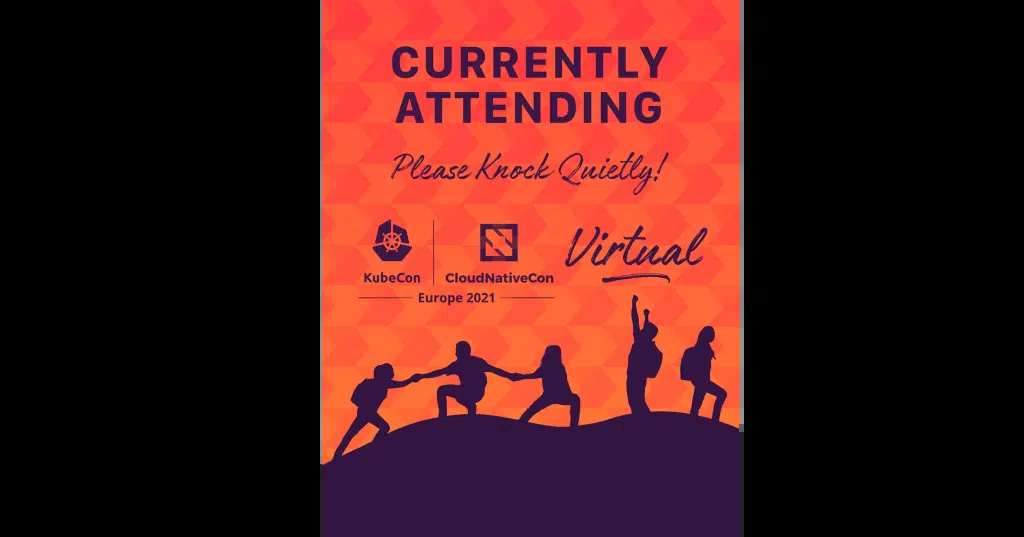 CURRENTLY
ATTENDING
Please Knock Quietly!
KubeCon
CloudNativeCon
Virtual
Europe 2021